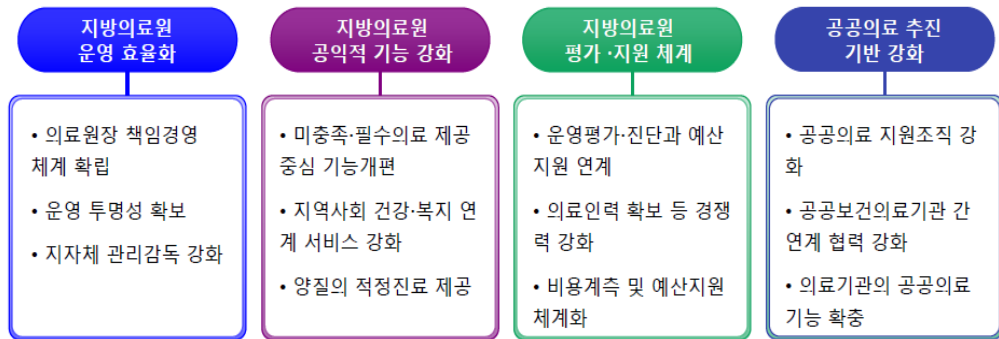 지방의료원
운영 효율화
• 의료원장 책임경영
체계 확립
• 운영 투명성 확보
• 지자체 관리감독 강화
지방의료원
공익적 기능 강화
• 미충족·필수의료 제공
중심 기능개편
• 지역사회 건강·복지 연
계 서비스 강화
• 양질의 적정진료 제공
지방의료원
평가 ·지원 체계
• 운영평가·진단과 예산
지원 연계
• 의료인력 확보 등 경쟁
력 강화
• 비용계측 및 예산지원
체계화
공공의료 추진
기반 강화
• 공공의료 지원조직 강
화
• 공공보건의료기관 간
연계 협력 강화
• 의료기관의 공공의료
기능 확충